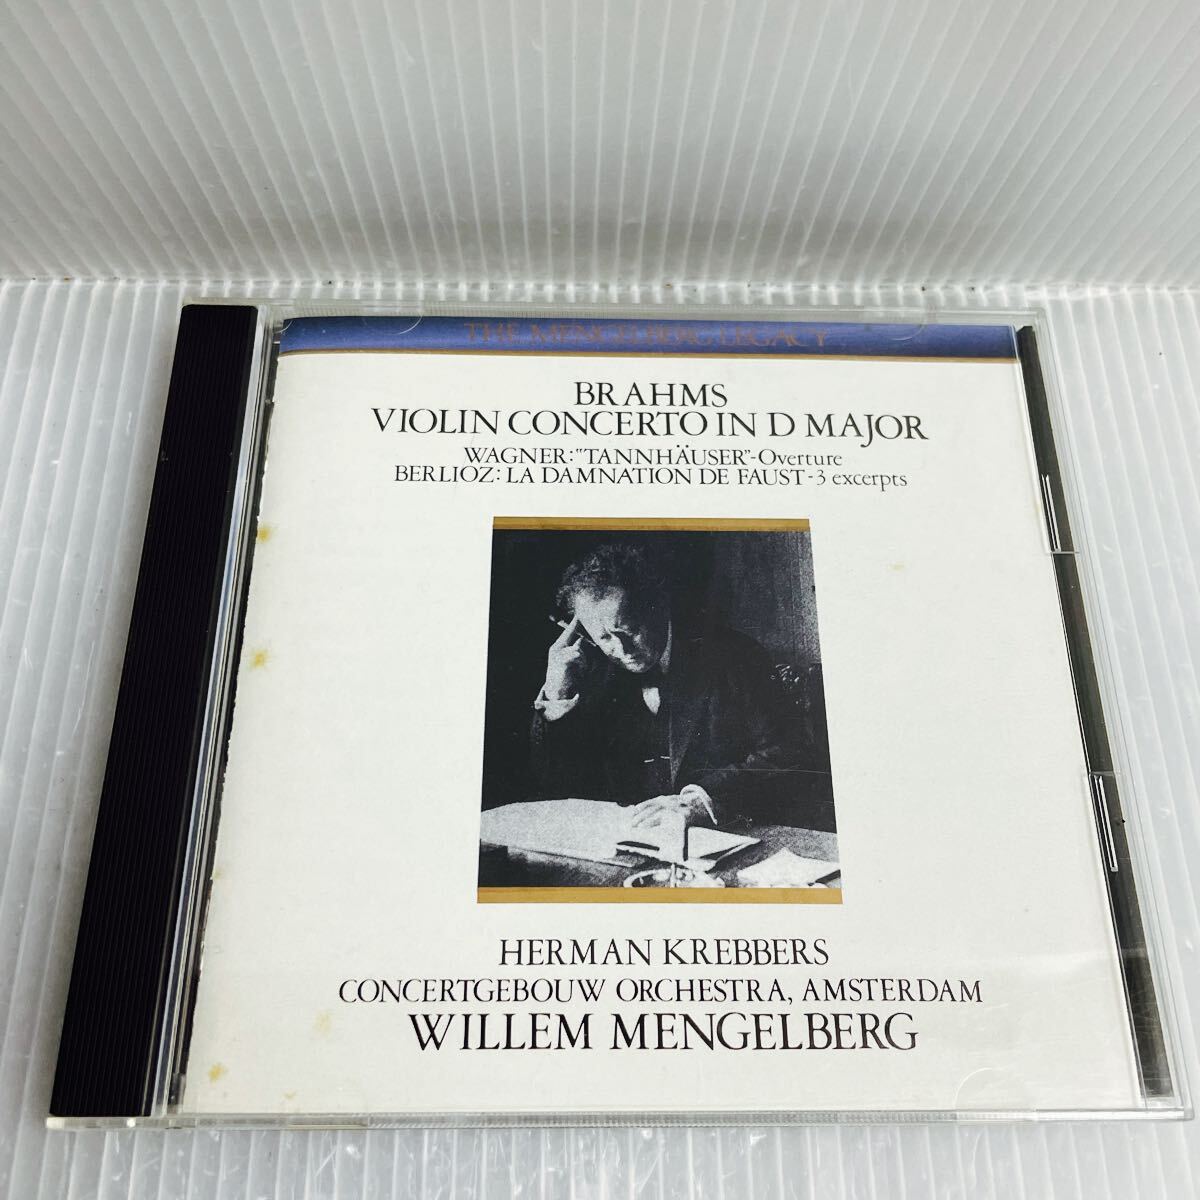 THE MENGELBERG LEGACY
BRAHMS
VIOLIN CONCERTO IN D MAJOR
WAGNER: "TANNHÄUSER"-Overture
BERLIOZ: LA DAMNATION DE FAUST-3 excerpts
HERMAN KREBBERS
CONCERTGEBOUW ORCHESTRA, AMSTERDAM
WILLEM MENGELBERG